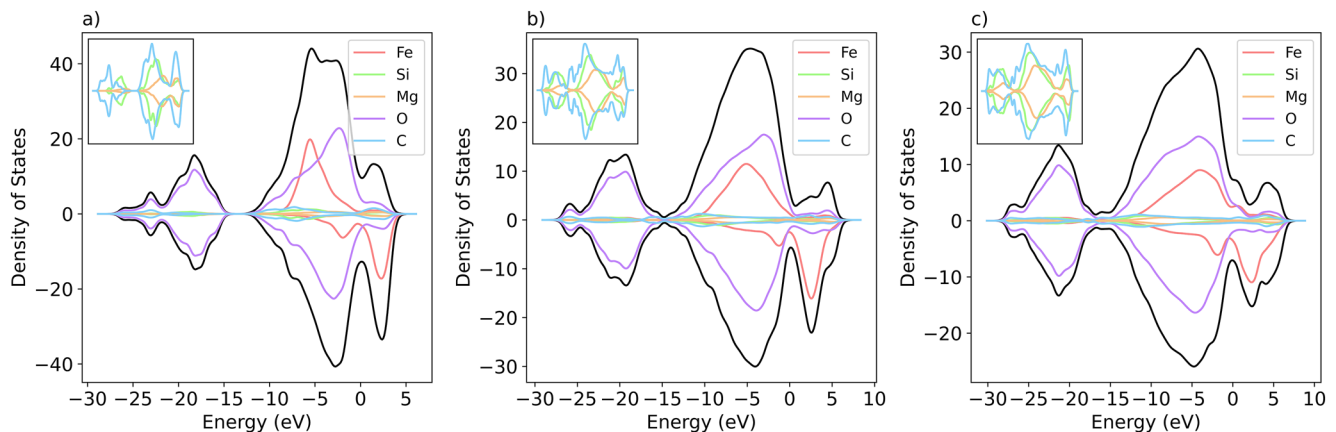 a)
Density of States
40
20
0
−20
−40
Fe
Si
Mg
O
C
−30 −25 −20 −15 −10 −5 0 5
Energy (eV)
b)
Density of States
30
20
10
0
−10
−20
−30
Fe
Si
Mg
O
C
−30 −25 −20 −15 −10 −5 0 5 10
Energy (eV)
c)
Density of States
30
20
10
0
−10
−20
Fe
Si
Mg
O
C
−30 −25 −20 −15 −10 −5 0 5 10
Energy (eV)